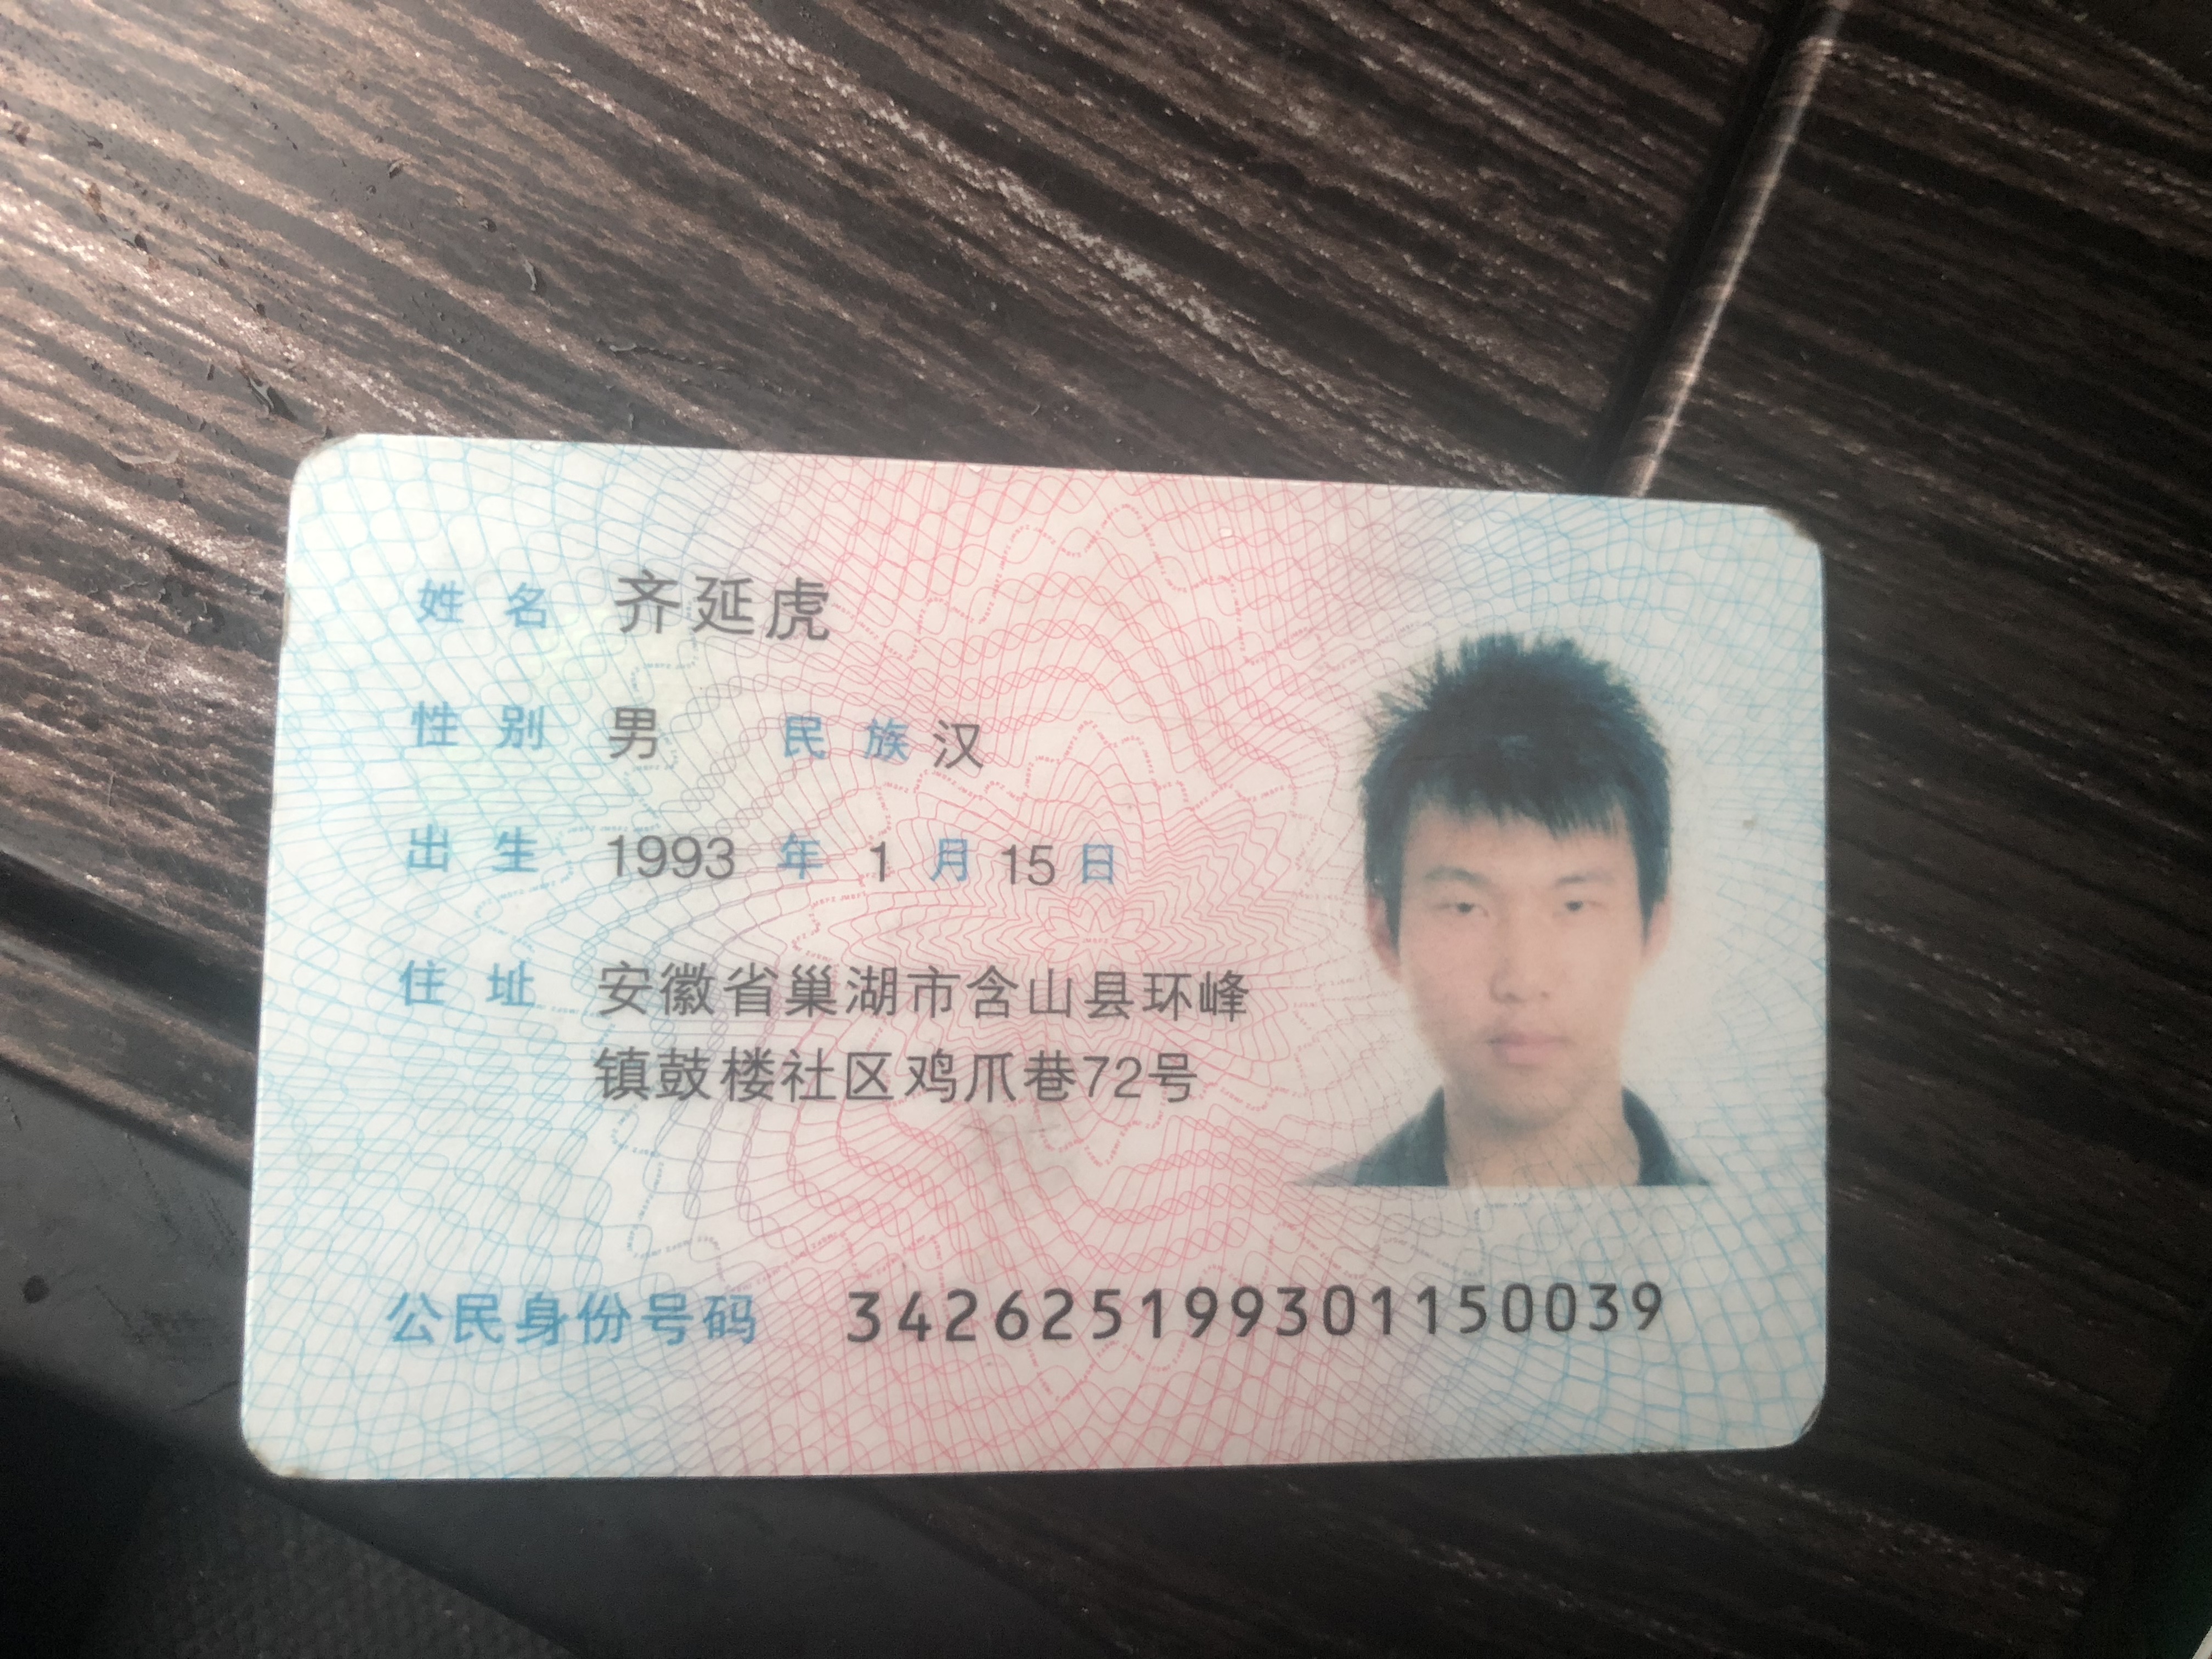 姓名 齐延虎
性别 男 民族 汉
出生 1993 年 1 月 15 日
住址 安徽省巢湖市含山县环峰
镇鼓楼社区鸡爪巷72号
公民身份号码 342625199301150039